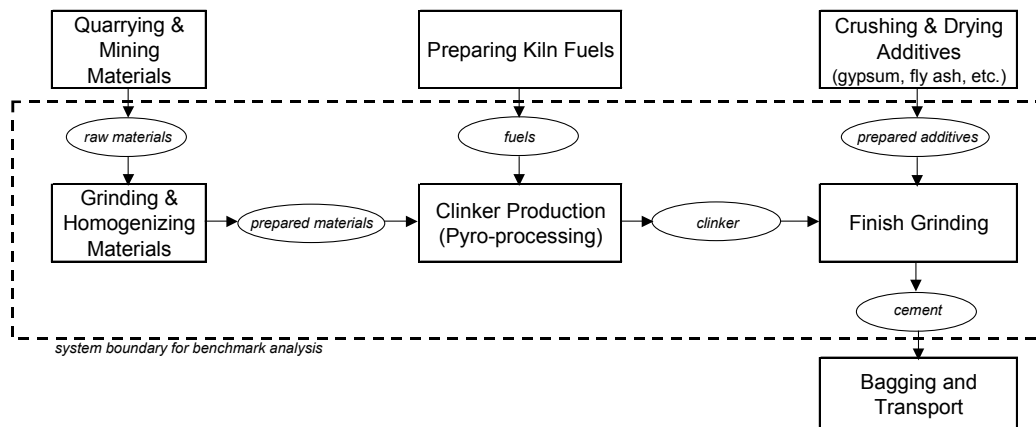 Quarrying &
Mining
Materials
Preparing Kiln Fuels
Crushing & Drying
Additives
(gypsum, fly ash, etc.)
raw materials
fuels
prepared additives
Grinding &
Homogenizing
Materials
prepared materials
Clinker Production
(Pyro-processing)
clinker
Finish Grinding
cement
system boundary for benchmark analysis
Bagging and
Transport